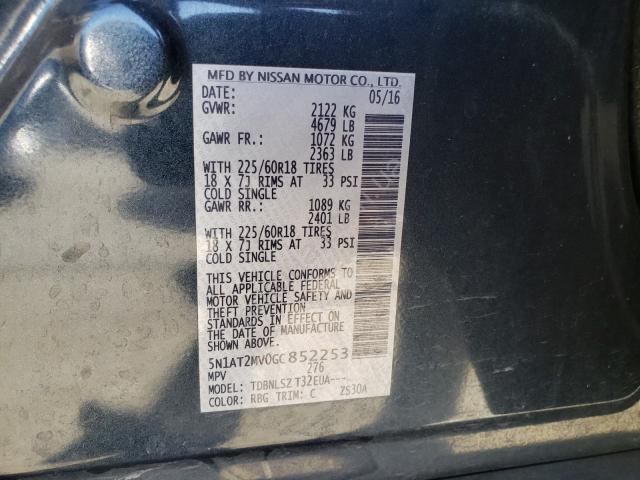 MFD BY NISSAN MOTOR CO., LTD.
DATE: 05/16
GVWR: 2122 KG
4679 LB
GAWR FR.: 1072 KG
2363 LB
WITH 225/60R18 TIRES
18 X 7J RIMS AT 33 PSI
COLD SINGLE
GAWR RR.: 1089 KG
2401 LB
WITH 225/60R18 TIRES
18 X 7J RIMS AT 33 PSI
COLD SINGLE
THIS VEHICLE CONFORMS TO
ALL APPLICABLE FEDERAL
MOTOR VEHICLE SAFETY AND
THEFT PREVENTION
STANDARDS IN EFFECT ON
THE DATE OF MANUFACTURE
SHOWN ABOVE.
5N1AT2MV0GC852253
MPV 276
MODEL: TDBNLSZ T32EUA---
COLOR: RBG TRIM: C ZS30A